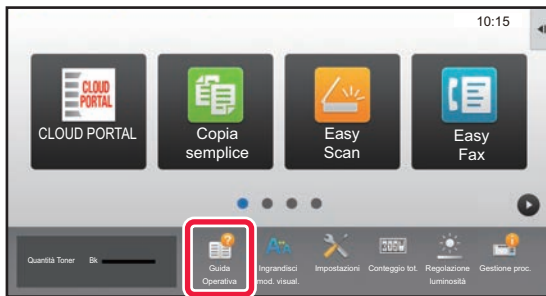 10:15
CLOUD
PORTAL
CLOUD PORTAL
Copia
semplice
Easy
Scan
Easy
Fax
Quantità Toner Bk
Guida
Operativa
Ingrandisci
mod. visual.
Impostazioni
Conteggio tot.
Regolazione
luminosità
Gestione proc.